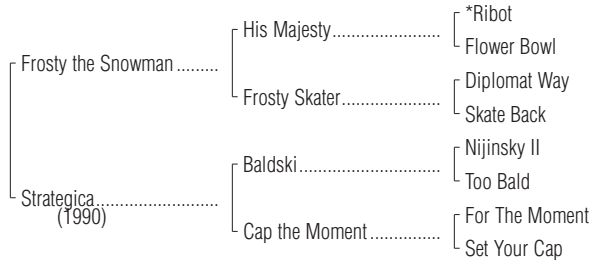 *Ribot
His Majesty........................
Flower Bowl
Frosty the Snowman .........
Diplomat Way
Frosty Skater......................
Skate Back
Nijinsky II
Baldski...............................
Too Bald
Strategica...........................
(1990)
For The Moment
Cap the Moment ...............
Set Your Cap